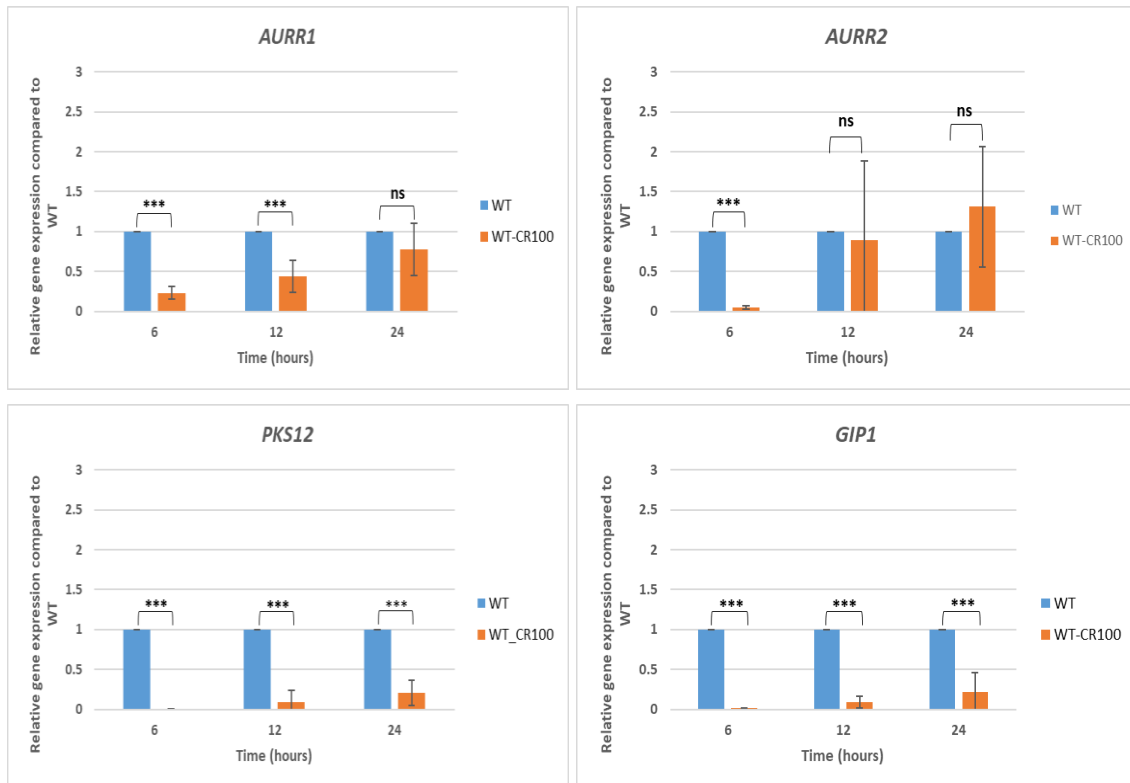 AURR1
Relative gene expression compared to
WT
3
2.5
2
1.5
1
0.5
0
***
***
ns
6
12
24
Time (hours)
WT
WT-CR100
AURR2
Relative gene expression compared to
WT
3
2.5
2
1.5
1
0.5
0
***
ns
ns
6
12
24
Time (hours)
WT
WT-CR100
PKS12
Relative gene expression compared to
WT
3
2.5
2
1.5
1
0.5
0
***
***
***
6
12
24
Time (hours)
WT
WT_CR100
GIP1
Relative gene expression compared to
WT
3
2.5
2
1.5
1
0.5
0
***
***
***
6
12
24
Time (hours)
WT
WT-CR100